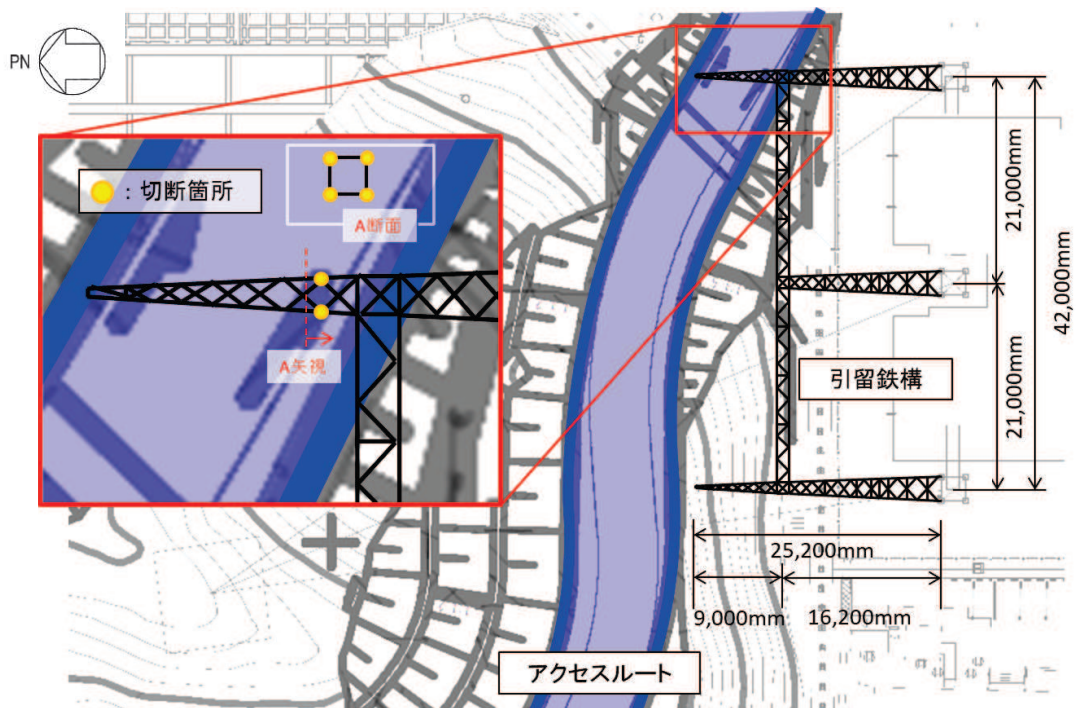 PN
：切断箇所
A断面
A矢視
21,000mm
42,000mm
引留鉄構
21,000mm
25,200mm
9,000mm
16,200mm
アクセスルート